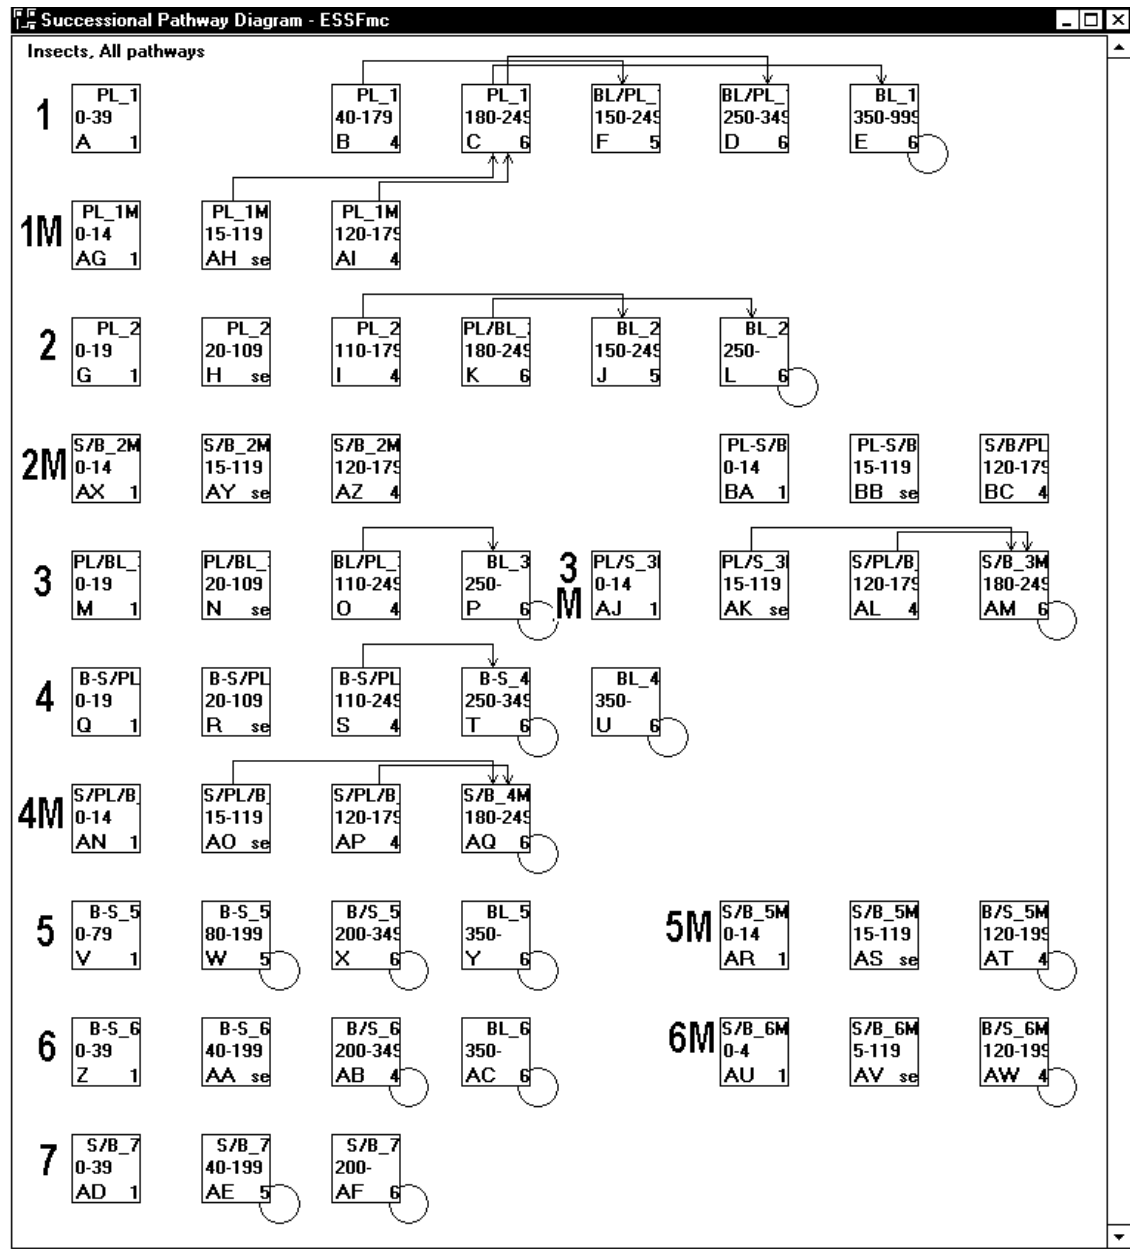 Successional Pathway Diagram - ESSFmc
Insects, All pathways
1
PL_1
0-39
A 1
PL_1
40-179
B 4
PL_1
180-249
C 6
BL/PL_
150-249
F 5
BL/PL_
250-349
D 6
BL_1
350-999
E 6
1M
PL_1M
0-14
AG 1
PL_1M
15-119
AH se
PL_1M
120-179
AI 4
2
PL_2
0-19
G 1
PL_2
20-109
H se
PL_2
110-179
I 4
PL/BL_
180-249
K 6
BL_2
150-249
J 5
BL_2
250-
L 6
2M
S/B_2M
0-14
AX 1
S/B_2M
15-119
AY se
S/B_2M
120-179
AZ 4
PL-S/B
0-14
BA 1
PL-S/B
15-119
BB se
S/B/PL
120-179
BC 4
3
PL/BL_
0-19
M 1
PL/BL_
20-109
N se
BL/PL_
110-249
O 4
BL_3
250-
P 6
3
M
PL/S_3
0-14
AJ 1
PL/S_3
15-119
AK se
S/PL/B_
120-179
AL 4
S/B_3M
180-249
AM 6
4
B-S/PL
0-19
Q 1
B-S/PL
20-109
R se
B-S/PL
110-249
S 4
B-S_4
250-349
T 6
BL_4
350-
U 6
4M
S/PL/B_
0-14
AN 1
S/PL/B_
15-119
AO se
S/PL/B_
120-179
AP 4
S/B_4M
180-249
AQ 6
5
B-S_5
0-79
V 1
B-S_5
80-199
W 5
B/S_5
200-349
X 6
BL_5
350-
Y 6
5M
S/B_5M
0-14
AR 1
S/B_5M
15-119
AS se
B/S_5M
120-199
AT 4
6
B-S_6
0-39
Z 1
B-S_6
40-199
AA se
B/S_6
200-349
AB 4
BL_6
350-
AC 6
6M
S/B_6M
0-4
AU 1
S/B_6M
5-119
AV se
B/S_6M
120-199
AW 4
7
S/B_7
0-39
AD 1
S/B_7
40-199
AE 5
S/B_7
200-
AF 6